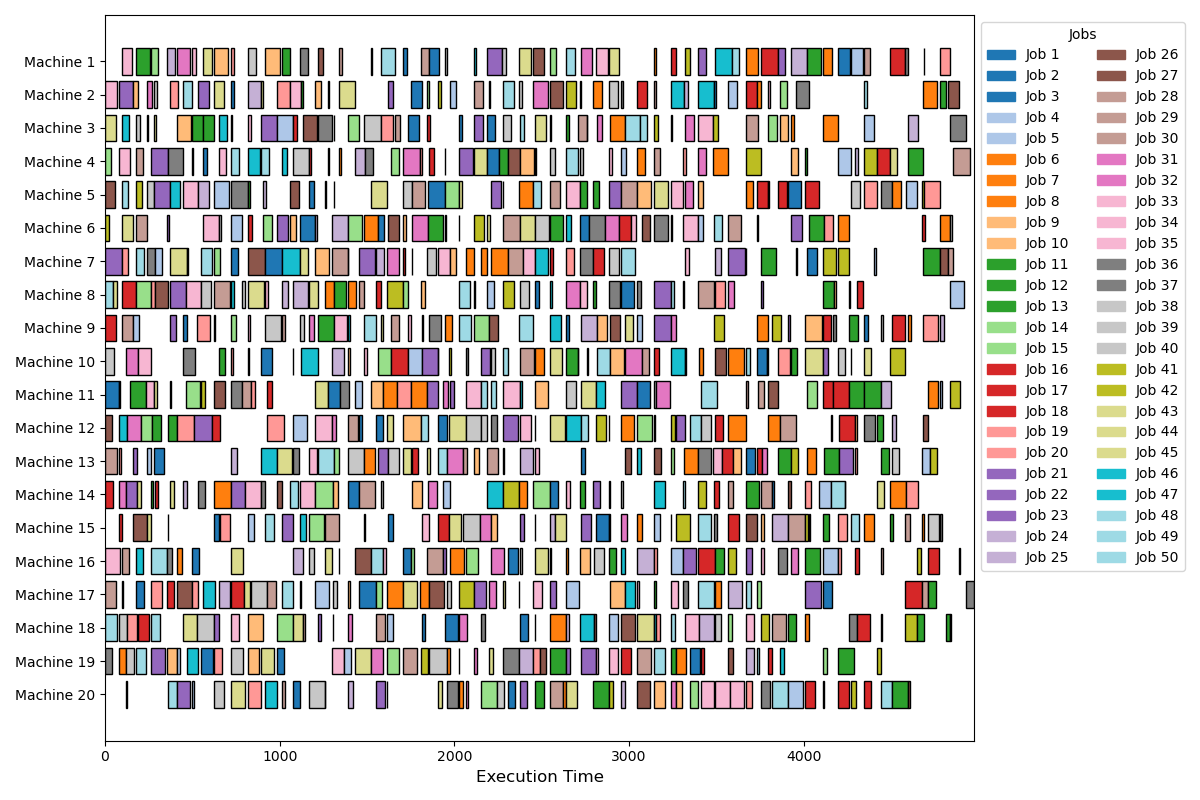 Machine 1
Machine 2
Machine 3
Machine 4
Machine 5
Machine 6
Machine 7
Machine 8
Machine 9
Machine 10
Machine 11
Machine 12
Machine 13
Machine 14
Machine 15
Machine 16
Machine 17
Machine 18
Machine 19
Machine 20
0 1000 2000 3000 4000
Execution Time
Jobs
Job 1 Job 26
Job 2 Job 27
Job 3 Job 28
Job 4 Job 29
Job 5 Job 30
Job 6 Job 31
Job 7 Job 32
Job 8 Job 33
Job 9 Job 34
Job 10 Job 35
Job 11 Job 36
Job 12 Job 37
Job 13 Job 38
Job 14 Job 39
Job 15 Job 40
Job 16 Job 41
Job 17 Job 42
Job 18 Job 43
Job 19 Job 44
Job 20 Job 45
Job 21 Job 46
Job 22 Job 47
Job 23 Job 48
Job 24 Job 49
Job 25 Job 50